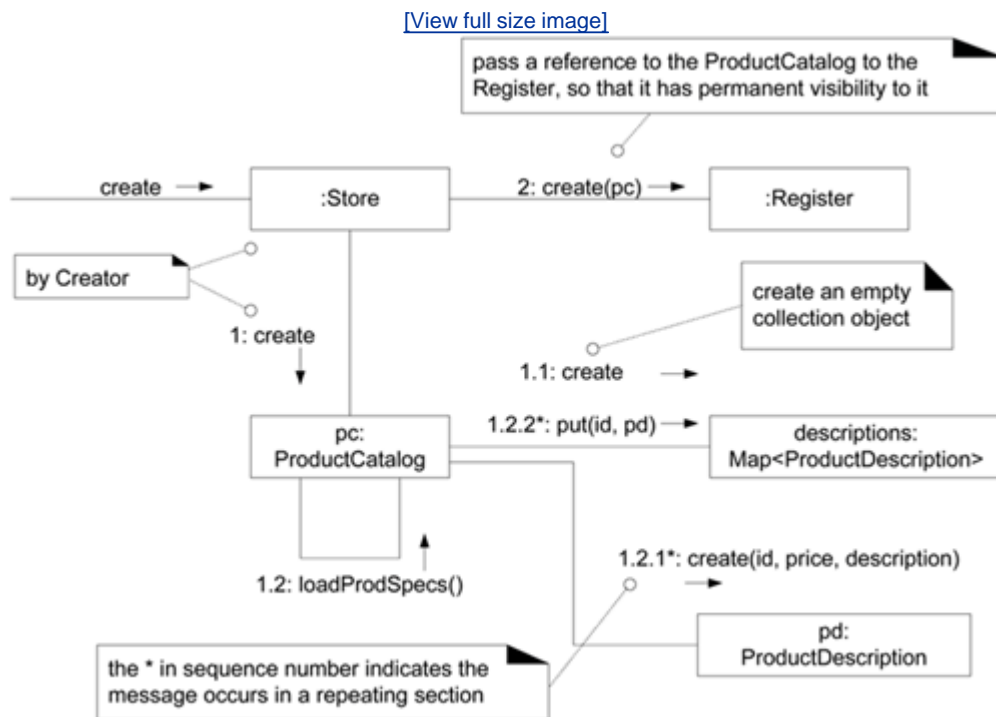 [View full size image]
pass a reference to the ProductCatalog to the
Register, so that it has permanent visibility to it
create
:Store
2: create(pc)
:Register
by Creator
create an empty
collection object
1: create
1.1: create
1.2.2*: put(id, pd)
pc:
ProductCatalog
descriptions:
Map<ProductDescription>
1.2.1*: create(id, price, description)
1.2: loadProdSpecs()
pd:
ProductDescription
the * in sequence number indicates the
message occurs in a repeating section